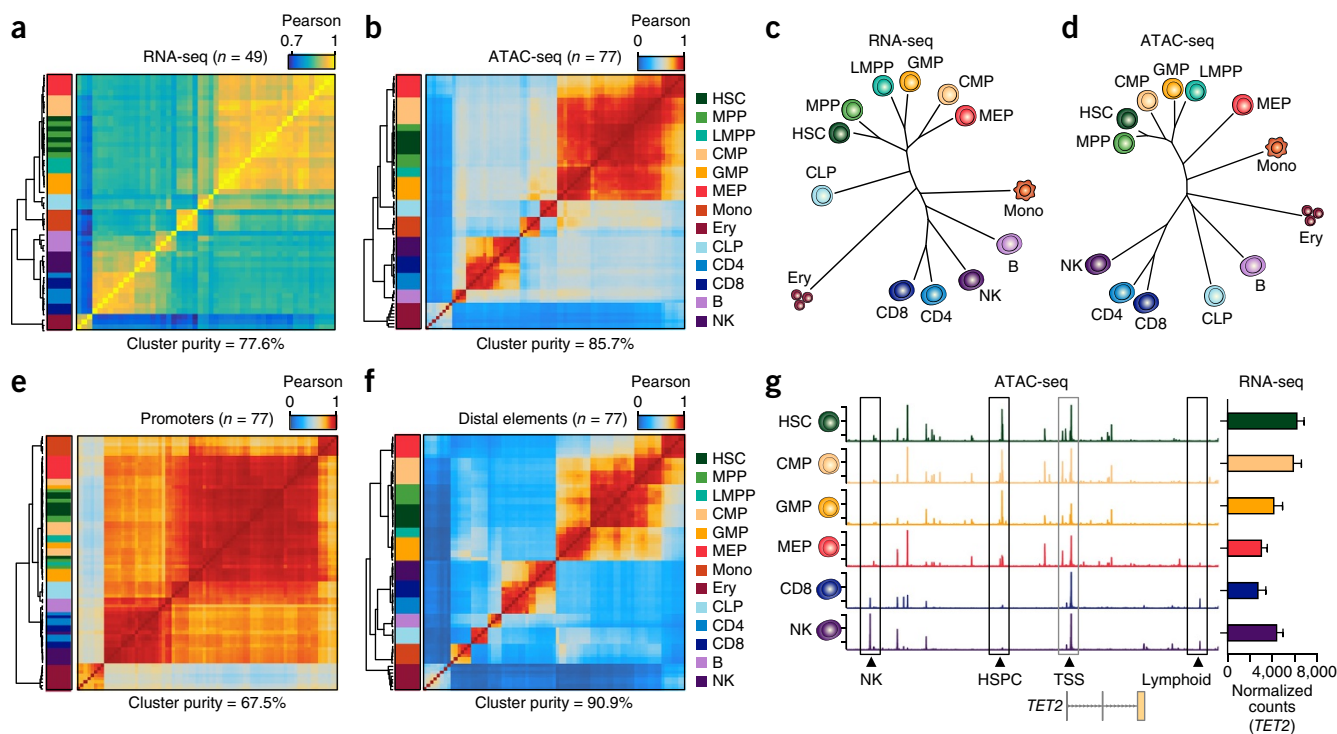 a
Pearson
RNA-seq (n = 49)
0.7 1
Cluster purity = 77.6%
b
Pearson
ATAC-seq (n = 77)
0 1
Cluster purity = 85.7%
HSC
MPP
LMPP
CMP
GMP
MEP
Mono
Ery
CLP
CD4
CD8
B
NK
c
RNA-seq
LMPP
GMP
CMP
MPP
MEP
HSC
CLP
Mono
B
Ery
NK
CD8
CD4
d
ATAC-seq
GMP
LMPP
CMP
MEP
HSC
MPP
Mono
Ery
NK
B
CD4
CD8
CLP
e
Pearson
Promoters (n = 77)
0 1
Cluster purity = 67.5%
f
Pearson
Distal elements (n = 77)
0 1
Cluster purity = 90.9%
HSC
MPP
LMPP
CMP
GMP
MEP
Mono
Ery
CLP
CD4
CD8
B
NK
g
ATAC-seq
RNA-seq
HSC
CMP
GMP
MEP
CD8
NK
NK
HSPC
TSS
Lymphoid
TET2
0 4,000 8,000
Normalized
counts
(TET2)